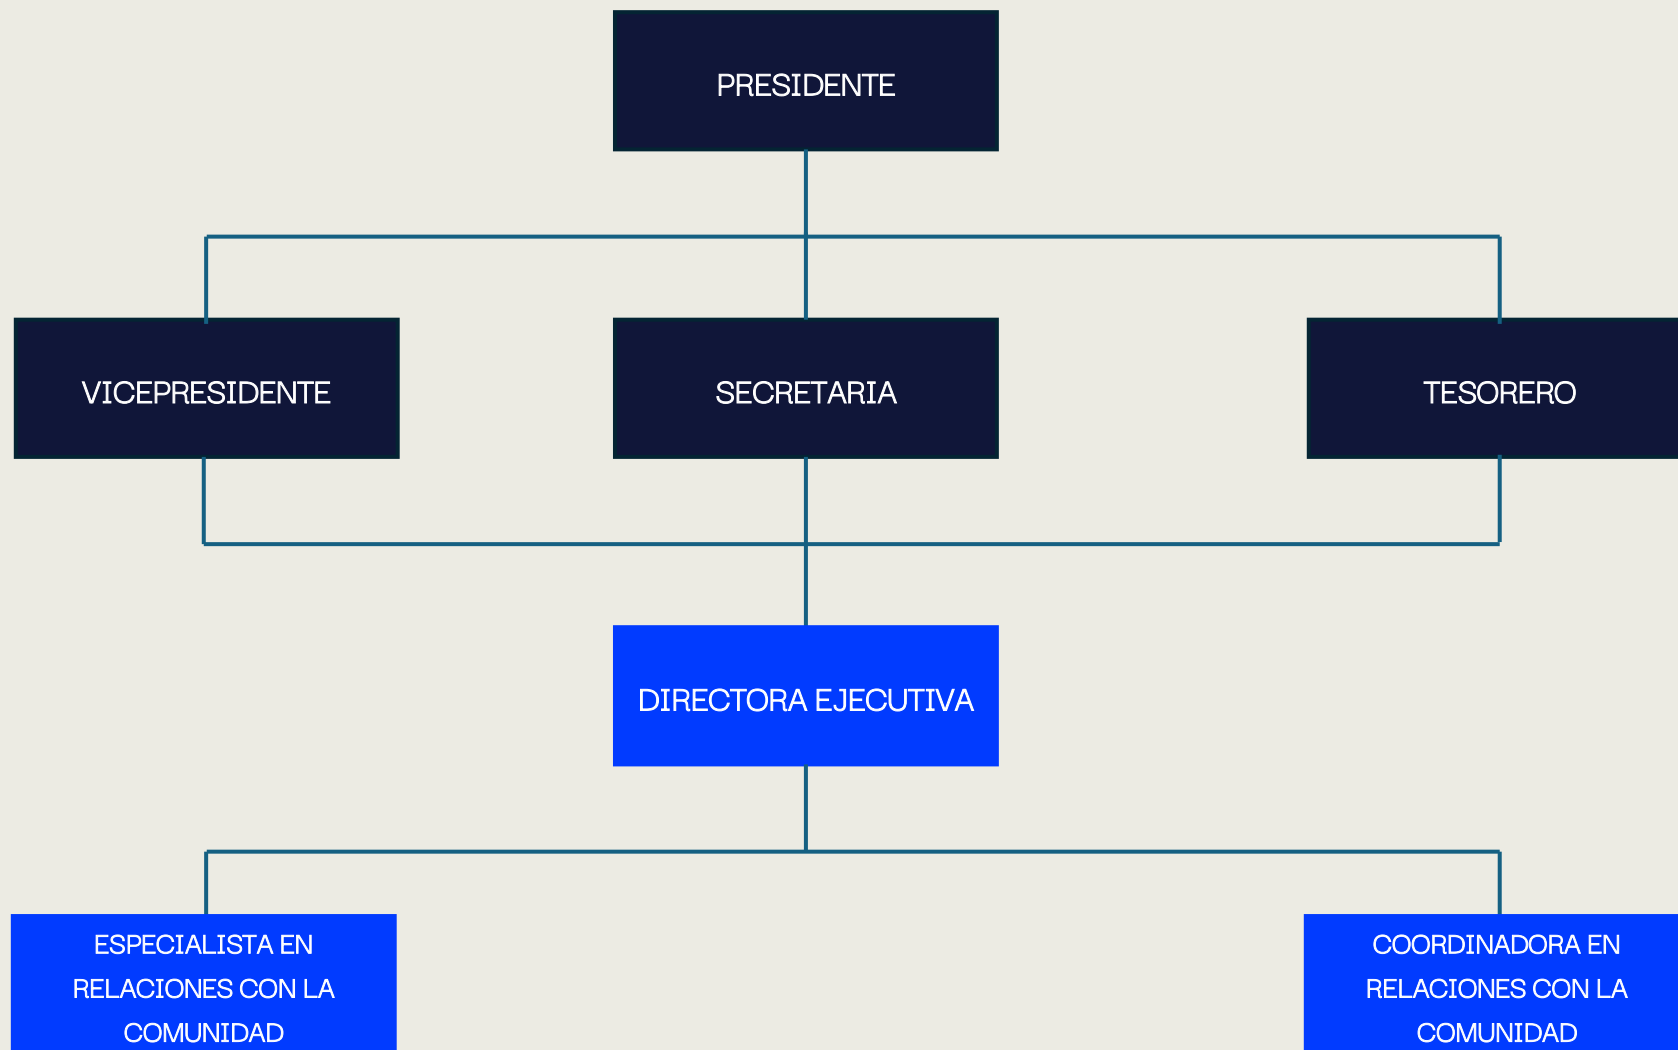 PRESIDENTE
VICEPRESIDENTE
SECRETARIA
TESORERO
DIRECTORA EJECUTIVA
ESPECIALISTA EN
RELACIONES CON LA
COMUNIDAD
COORDINADORA EN
RELACIONES CON LA
COMUNIDAD